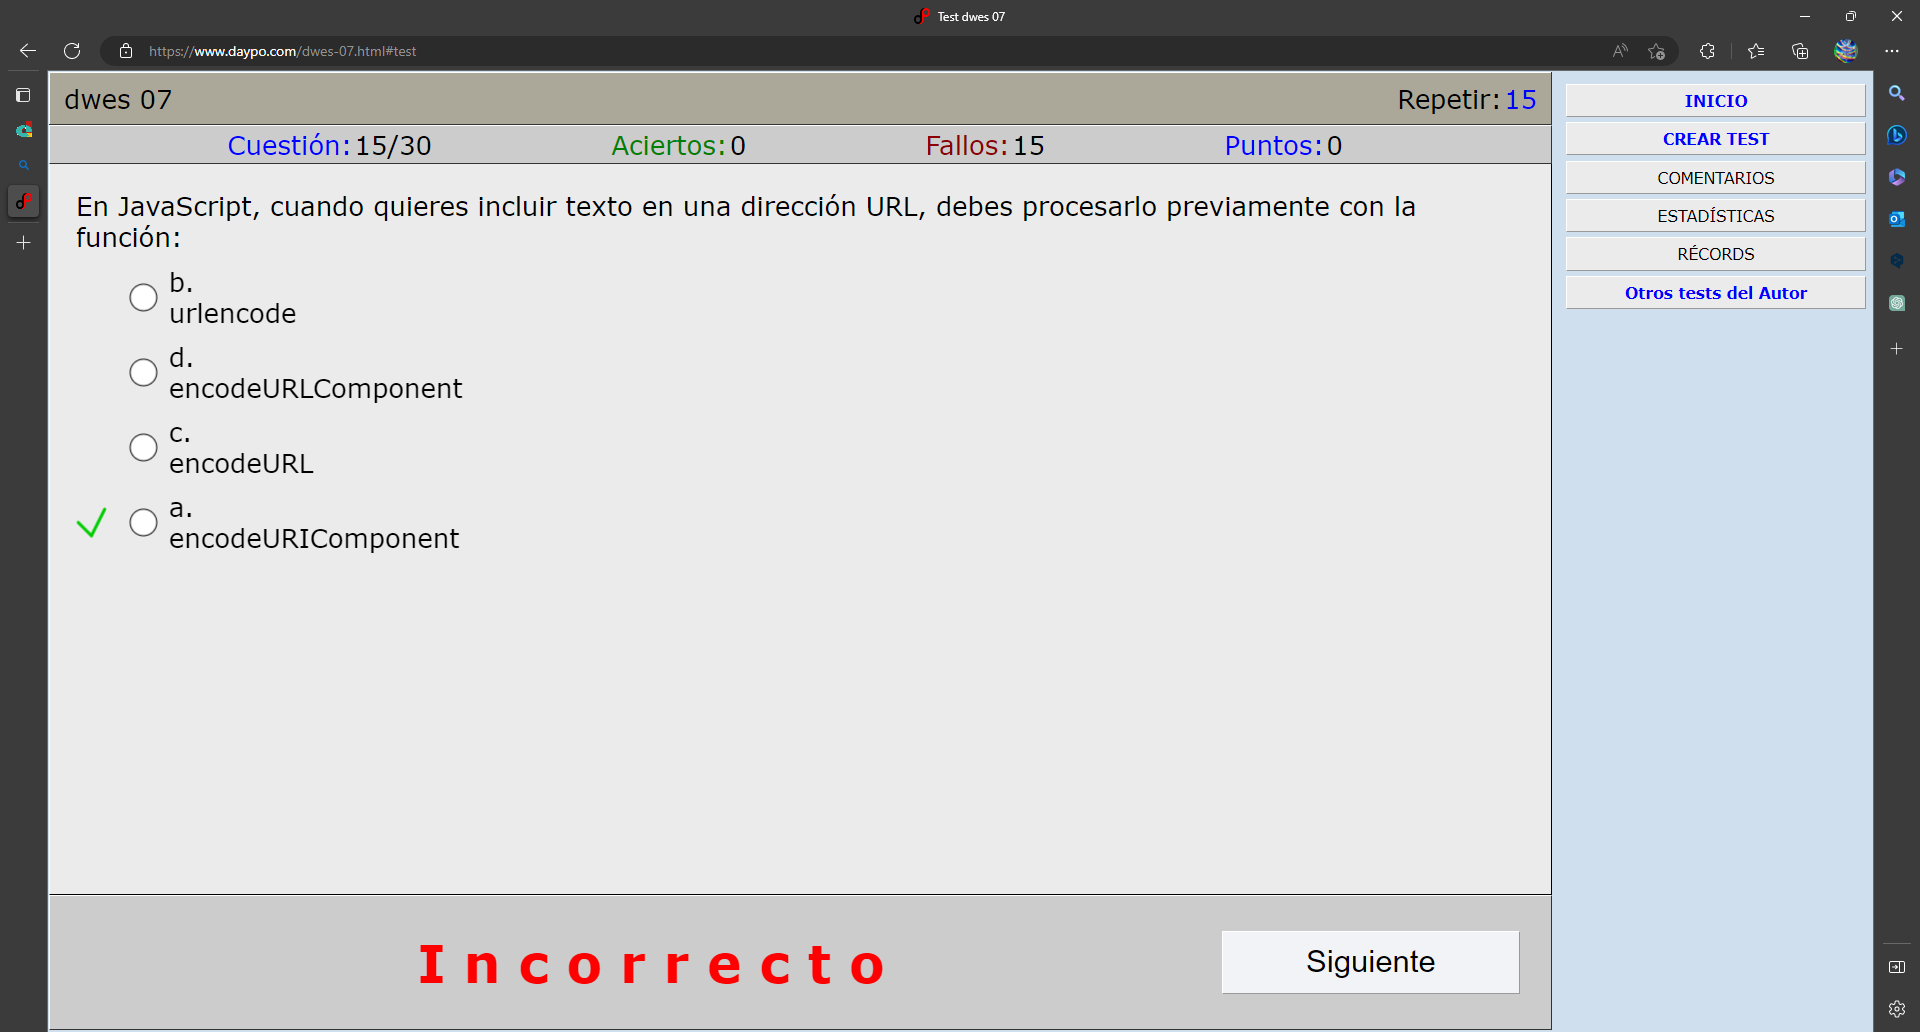 Test dwes 07
https://www.daypo.com/dwes-07.html#test
dwes 07
Repetir: 15
Cuestión: 15/30
Aciertos: 0
Fallos: 15
Puntos: 0
En JavaScript, cuando quieres incluir texto en una dirección URL, debes procesarlo previamente con la
función:
b.
urlencode
d.
encodeURLComponent
c.
encodeURL
a.
encodeURIComponent
Incorrecto
Siguiente
INICIO
CREAR TEST
COMENTARIOS
ESTADÍSTICAS
RÉCORDS
Otros tests del Autor